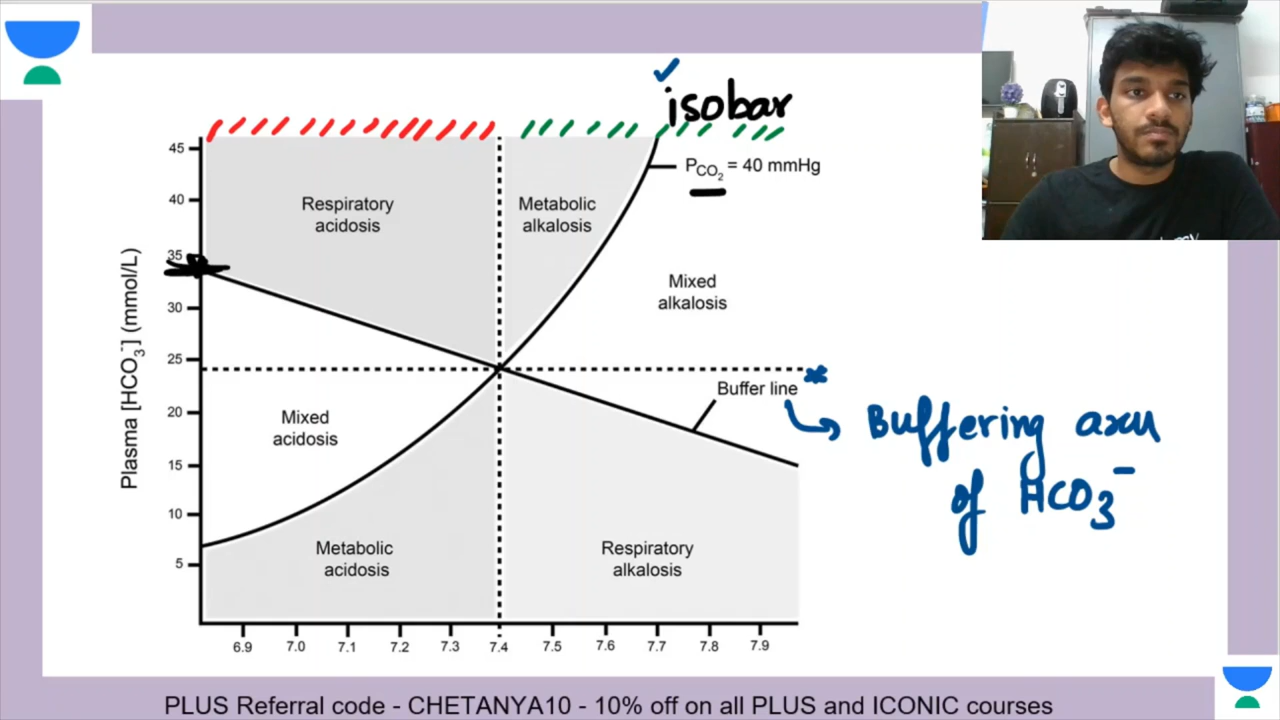 isobar
45
P CO₂ = 40 mmHg
40
Respiratory
acidosis
Metabolic
alkalosis
35
Mixed
alkalosis
30
25
Buffer line
20
Mixed
acidosis
Buffering
of HCO₃⁻
15
10
Metabolic
acidosis
Respiratory
alkalosis
5
Plasma [HCO₃⁻] (mmol/L)
6.9 7.0 7.1 7.2 7.3 7.4 7.5 7.6 7.7 7.8 7.9
PLUS Referral code - CHETANYA10 - 10% off on all PLUS and ICONIC courses